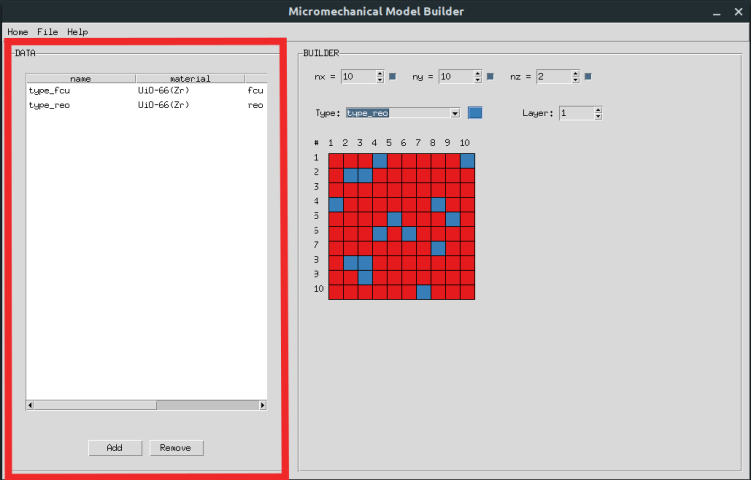 Micromechanical Model Builder
Home File Help
DATA
name material
type_fcu UiO-66(Zr) fcu
type_reo UiO-66(Zr) reo
Add Remove
BUILDER
nx = 10 ny = 10 nz = 2
Type: type_reo Layer: 1
# 1 2 3 4 5 6 7 8 9 10
1
2
3
4
5
6
7
8
9
10